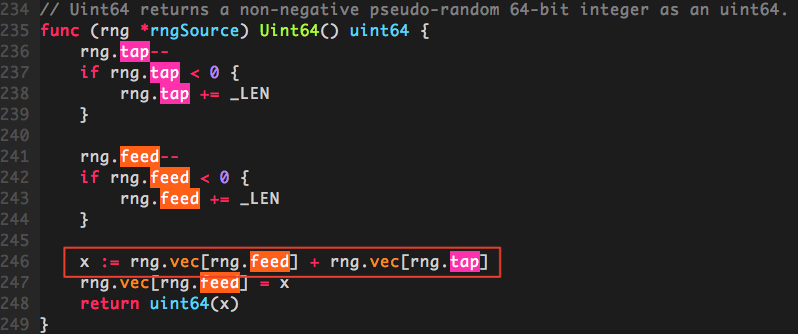 234 // Uint64 returns a non-negative pseudo-random 64-bit integer as an uint64.
235 func (rng *rngSource) Uint64() uint64 {
236     rng.tap--
237     if rng.tap < 0 {
238         rng.tap += _LEN
239     }
240
241     rng.feed--
242     if rng.feed < 0 {
243         rng.feed += _LEN
244     }
245
246     x := rng.vec[rng.feed] + rng.vec[rng.tap]
247     rng.vec[rng.feed] = x
248     return uint64(x)
249 }